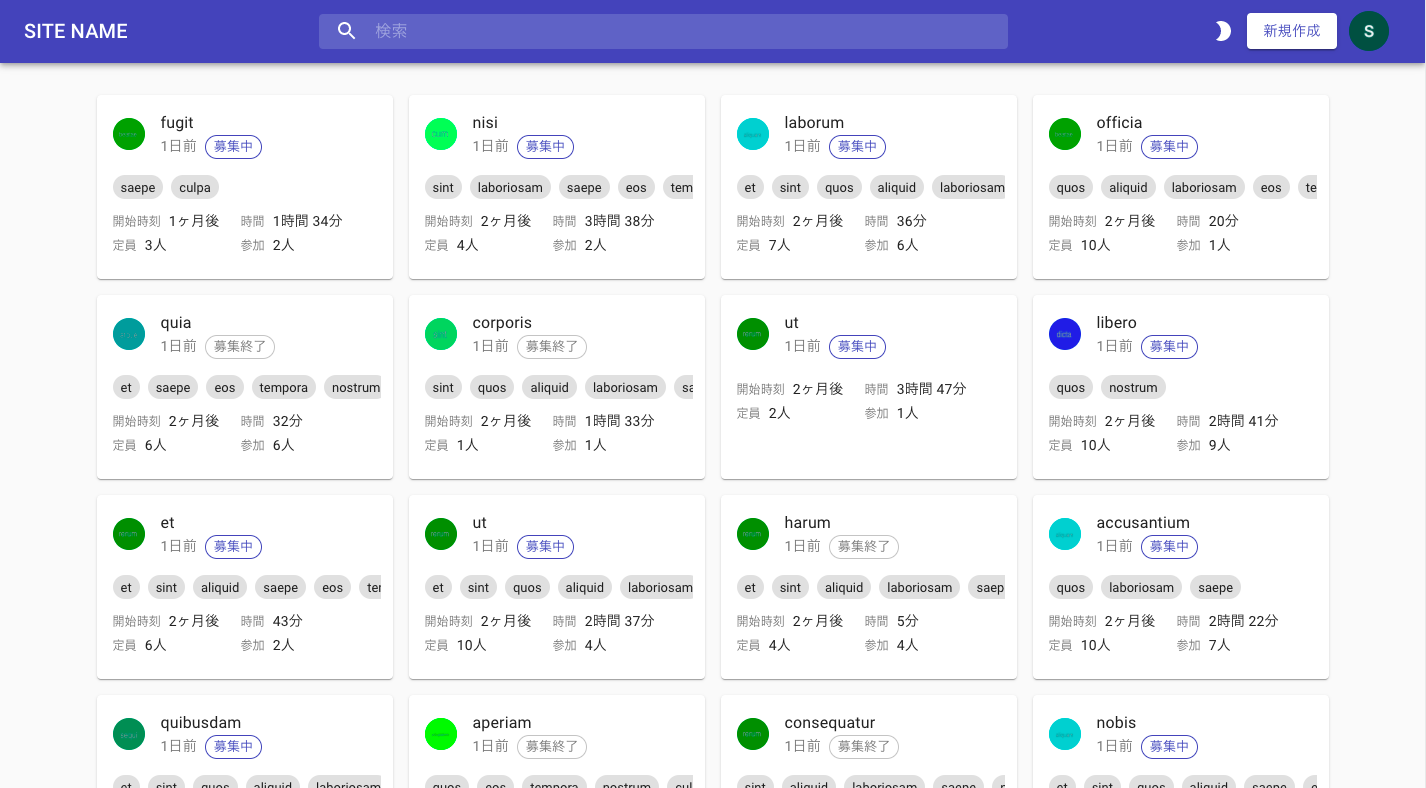 SITE NAME 検索 新規作成 S
fugit nisi laborum officia
1日前 募集中 1日前 募集中 1日前 募集中 1日前 募集中
saepe culpa sint laboriosam saepe eos tem et sint quos aliquid laboriosam quos aliquid laboriosam eos te
開始時刻 1ヶ月後 時間 1時間 34分 開始時刻 2ヶ月後 時間 3時間 38分 開始時刻 2ヶ月後 時間 36分 開始時刻 2ヶ月後 時間 20分
定員 3人 参加 2人 定員 4人 参加 2人 定員 7人 参加 6人 定員 10人 参加 1人
quia corporis ut libero
1日前 募集終了 1日前 募集終了 1日前 募集中 1日前 募集中
et saepe eos tempora nostrum sint quos aliquid laboriosam sa quos nostrum
開始時刻 2ヶ月後 時間 32分 開始時刻 2ヶ月後 時間 1時間 33分 開始時刻 2ヶ月後 時間 3時間 47分 開始時刻 2ヶ月後 時間 2時間 41分
定員 6人 参加 6人 定員 1人 参加 1人 定員 2人 参加 1人 定員 10人 参加 9人
et ut harum accusantium
1日前 募集中 1日前 募集中 1日前 募集終了 1日前 募集中
et sint aliquid saepe eos ter et sint quos aliquid laboriosam et sint aliquid laboriosam saep quos laboriosam saepe
開始時刻 2ヶ月後 時間 43分 開始時刻 2ヶ月後 時間 2時間 37分 開始時刻 2ヶ月後 時間 5分 開始時刻 2ヶ月後 時間 2時間 22分
定員 6人 参加 2人 定員 10人 参加 4人 定員 4人 参加 4人 定員 10人 参加 7人
quibusdam aperiam consequatur nobis
1日前 募集中 1日前 募集終了 1日前 募集終了 1日前 募集中
et sint quos aliquid laboriosam quos eos tempora nostrum cul sint aliquid laboriosam saepe et sint quos aliquid saepe